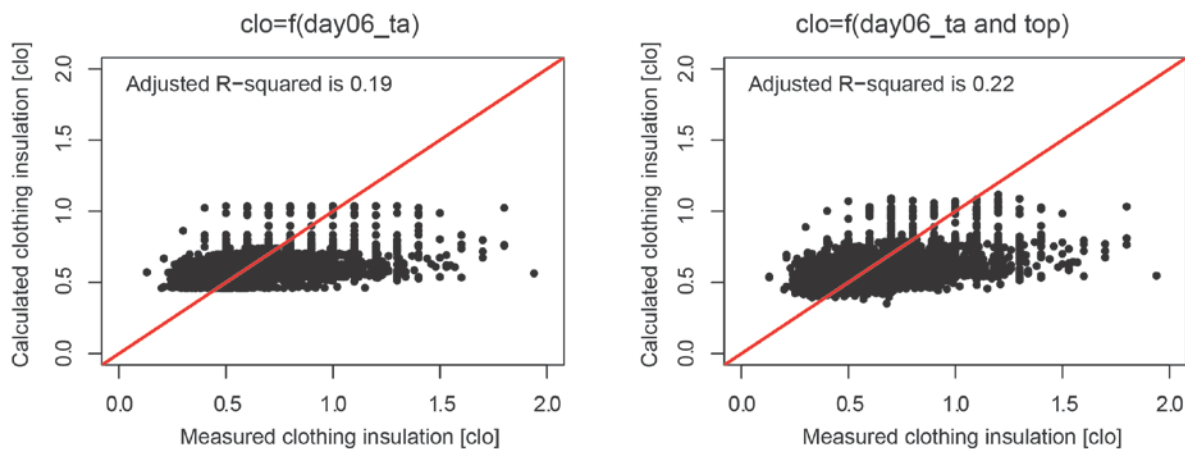 clo=f(day06_ta)
Calculated clothing insulation [clo]
2.0
1.5
1.0
0.5
0.0
Adjusted R-squared is 0.19
0.0 0.5 1.0 1.5 2.0
Measured clothing insulation [clo]
clo=f(day06_ta and top)
Calculated clothing insulation [clo]
2.0
1.5
1.0
0.5
0.0
Adjusted R-squared is 0.22
0.0 0.5 1.0 1.5 2.0
Measured clothing insulation [clo]